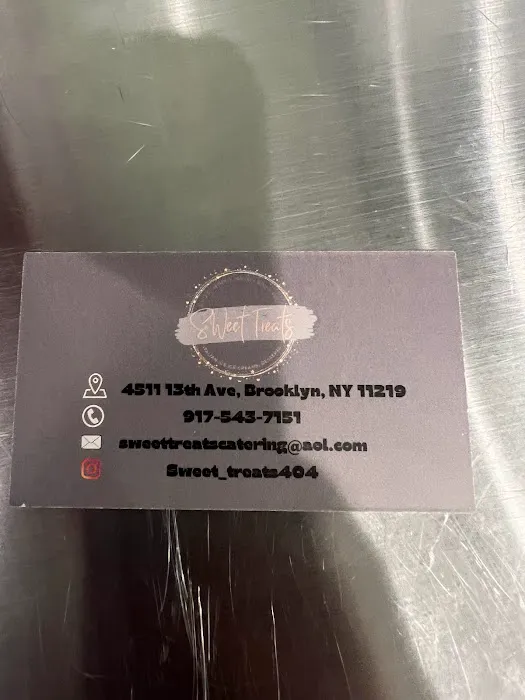 Sweet Treats
4511 13th Ave, Brooklyn, NY 11219
917-543-7151
sweettreatscatering@aol.com
Sweet_treats404